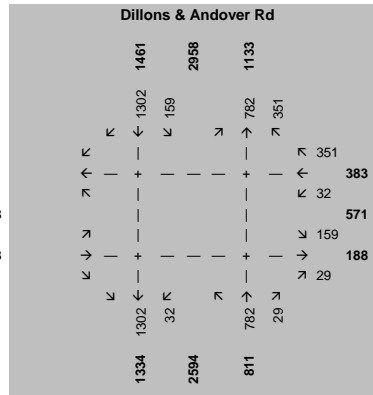 Dillons & Andover Rd
1461 2958 1133
1302 159 782 351
↙ ↓ ↘ ↗ ↑ ↖
↙ | | ↖ 351
← — + — — — + — ← 383
↖ | | ↙ 32
| | 571
↗ | | ↘ 159
→ — + — — — + — → 188
↘ | | ↗ 29
↘ ↓ ↙ ↖ ↑ ↗
1302 32 782 29
1334 2594 811